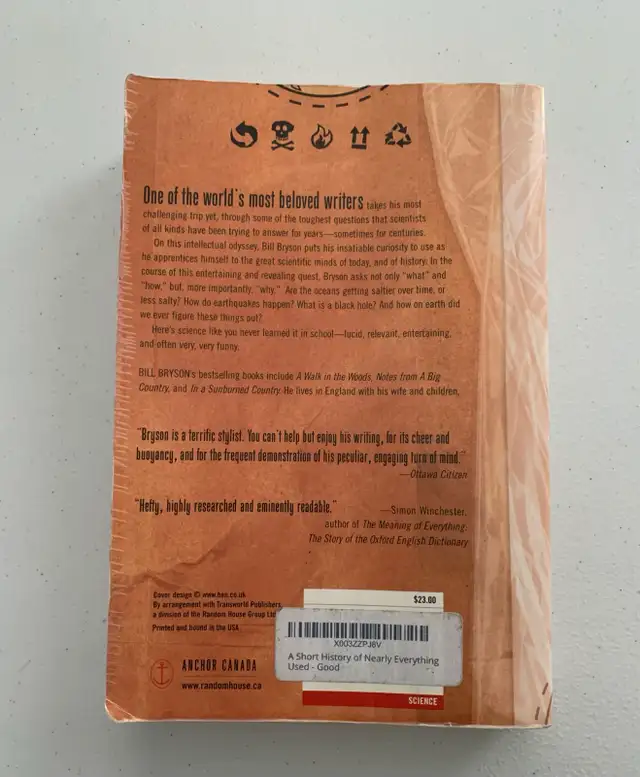 One of the world's most beloved writers takes his most
challenging trip yet, through some of the toughest questions that scientists
of all kinds have been trying to answer for years—sometimes for centuries.
On this intellectual odyssey, Bill Bryson puts his insatiable curiosity to use as
he apprentices himself to the great scientific minds of today, and of history. In the
course of this entertaining and revealing quest, Bryson asks not only "what" and
"how," but, more importantly, "why." Are the oceans getting saltier over time, or
less salty? How do earthquakes happen? What is a black hole? And how on earth did
we ever figure these things out?
Here's science like you never learned it in school—lucid, relevant, entertaining,
and often very, very funny.
BILL BRYSON'S bestselling books include A Walk in the Woods, Notes from A Big
Country, and In a Sunburned Country. He lives in England with his wife and children.
"Bryson is a terrific stylist. You can't help but enjoy his writing, for its cheer and
buoyancy, and for the frequent demonstration of his peculiar, engaging turn of mind."
—Ottawa Citizen
"Hefty, highly researched and eminently readable." —Simon Winchester,
author of The Meaning of Everything:
The Story of the Oxford English Dictionary
Cover design © www.hen.co.uk
By arrangement with Transworld Publishers,
a division of the Random House Group Ltd
Printed and bound in the USA
ANCHOR CANADA
www.randomhouse.ca
$23.00
X003ZZPJ6V
A Short History of Nearly Everything
Used - Good
SCIENCE